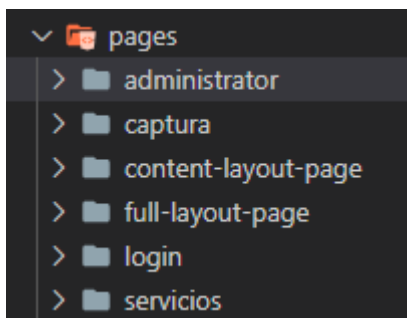 pages
administrator
captura
content-layout-page
full-layout-page
login
servicios